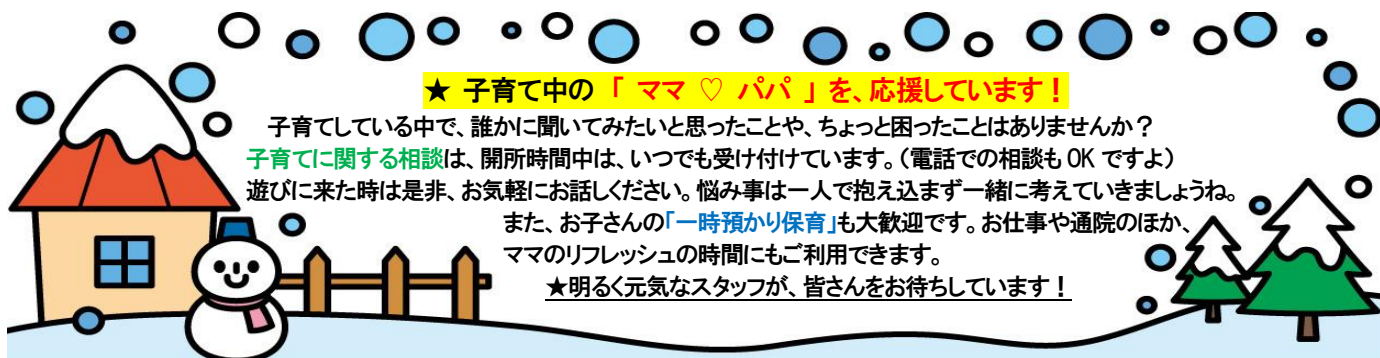 ★ 子育て中の 「 ママ ♡ パパ 」 を、応援しています！
子育てしている中で、誰かに聞いてみたいと思ったことや、ちょっと困ったことはありませんか？
子育てに関する相談は、開所時間中は、いつでも受け付けています。（電話での相談も OK ですよ）
遊びに来た時は是非、お気軽にお話しください。悩み事は一人で抱え込まず一緒に考えていきましょうね。
また、お子さんの「一時預かり保育」も大歓迎です。お仕事や通院のほか、
ママのリフレッシュの時間にもご利用できます。
★明るく元気なスタッフが、皆さんをお待ちしています！